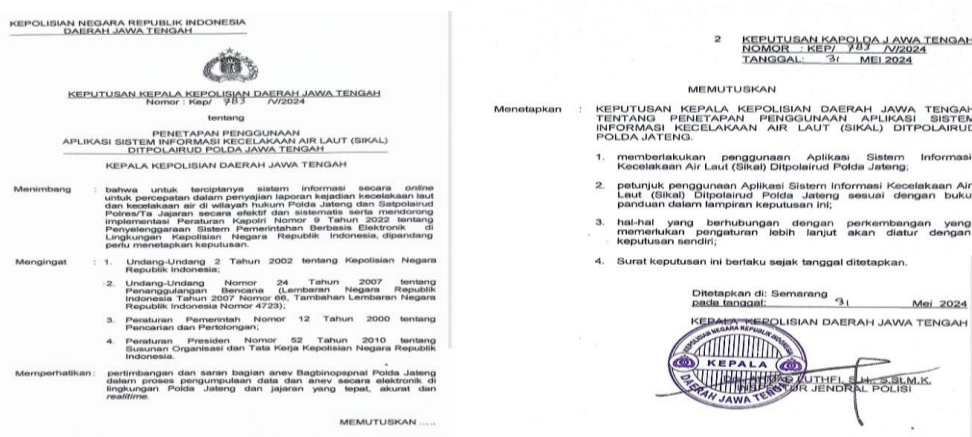 KEPOLISIAN NEGARA REPUBLIK INDONESIA
DAERAH JAWA TENGAH
KEPUTUSAN KEPALA KEPOLISIAN DAERAH JAWA TENGAH
Nomor : Kep/ 783 /V/2024
tentang
PENETAPAN PENGGUNAAN
APLIKASI SISTEM INFORMASI KECELAKAAN AIR LAUT (SIKAL)
DITPOLAIRUD POLDA JAWA TENGAH
KEPALA KEPOLISIAN DAERAH JAWA TENGAH
Menimbang : bahwa untuk terciptanya sistem informasi secara online
untuk percepatan dalam penyajian laporan kejadian kecelakaan laut
dan kecelakaan air di wilayah hukum Polda Jateng dan Satpolairud
Polres/Ta Jajaran secara efektif dan sistematis serta mendorong
implementasi Peraturan Kapolri Nomor 9 Tahun 2022 tentang
Penyelenggaraan Sistem Pemerintahan Berbasis Elektronik di
Lingkungan Kepolisian Negara Republik Indonesia, dipandang
perlu menetapkan keputusan.
Mengingat : 1. Undang-Undang 2 Tahun 2002 tentang Kepolisian Negara
Republik Indonesia;
2. Undang-Undang Nomor 24 Tahun 2007 tentang
Penanggulangan Bencana (Lembaran Negara Republik
Indonesia Tahun 2007 Nomor 66, Tambahan Lembaran Negara
Republik Indonesia Nomor 4723);
3. Peraturan Pemerintah Nomor 12 Tahun 2000 tentang
Pencarian dan Pertolongan;
4. Peraturan Presiden Nomor 52 Tahun 2010 tentang
Susunan Organisasi dan Tata Kerja Kepolisian Negara Republik
Indonesia.
Memperhatikan : pertimbangan dan saran bagian anev Bagbinopspnal Polda Jateng
dalam proses pengumpulaan data dan anev secara elektronik di
lingkungan Polda Jateng dan jajaran yang tepat, akurat dan
realitime.
MEMUTUSKAN .....
2 KEPUTUSAN KAPOLDA J AWA TENGAH
NOMOR : KEP/ 783 /V/2024
TANGGAL: 31 MEI 2024
MEMUTUSKAN
Menetapkan : KEPUTUSAN KEPALA KEPOLISIAN DAERAH JAWA TENGAH
TENTANG PENETAPAN PENGGUNAAN APLIKASI SISTEM
INFORMASI KECELAKAAN AIR LAUT (SIKAL) DITPOLAIRUD
POLDA JATENG.
1. memberlakukan penggunaan Aplikasi Sistem Informasi
Kecelakaan Air Laut (Sikal) Ditpolairud Polda Jateng;
2. petunjuk penggunaan Aplikasi Sistem Informasi Kecelakaan Air
Laut (Sikal) Ditpolairud Polda Jateng sesuai dengan buku
panduan dalam lampiran keputusan ini;
3. hal-hal yang berhubungan dengan perkembangan yang
memerlukan pengaturan lebih lanjut akan diatur dengan
keputusan sendiri;
4. Surat keputusan ini berlaku sejak tanggal ditetapkan.
Ditetapkan di: Semarang
pada tanggal: 31 Mei 2024
KEPALA KEPOLISIAN DAERAH JAWA TENGAH
KEPOLISIAN NEGARA REPUBLIK INDONESIA
KEPALA
DAERAH JAWA TENGAH
LUTHFI, S.H., S.St.M.K.
JENDRAL POLISI